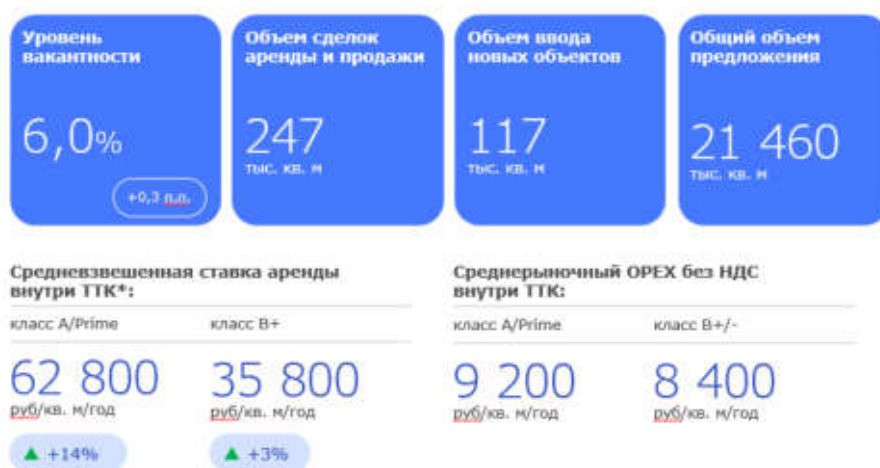 Уровень
вакантности
6,0%
+0,3 п.п.
Объем сделок
аренды и продажи
247
тыс. кв. м
Объем ввода
новых объектов
117
тыс. кв. м
Общий объем
предложения
21 460
тыс. кв. м
Средневзвешенная ставка аренды
внутри ТТК*:
класс A/Prime
класс B+
62 800
руб/кв. м/год
+14%
35 800
руб/кв. м/год
+3%
Среднерыночный OPEX без НДС
внутри ТТК:
класс A/Prime
класс B+/-
9 200
руб/кв. м/год
8 400
руб/кв. м/год